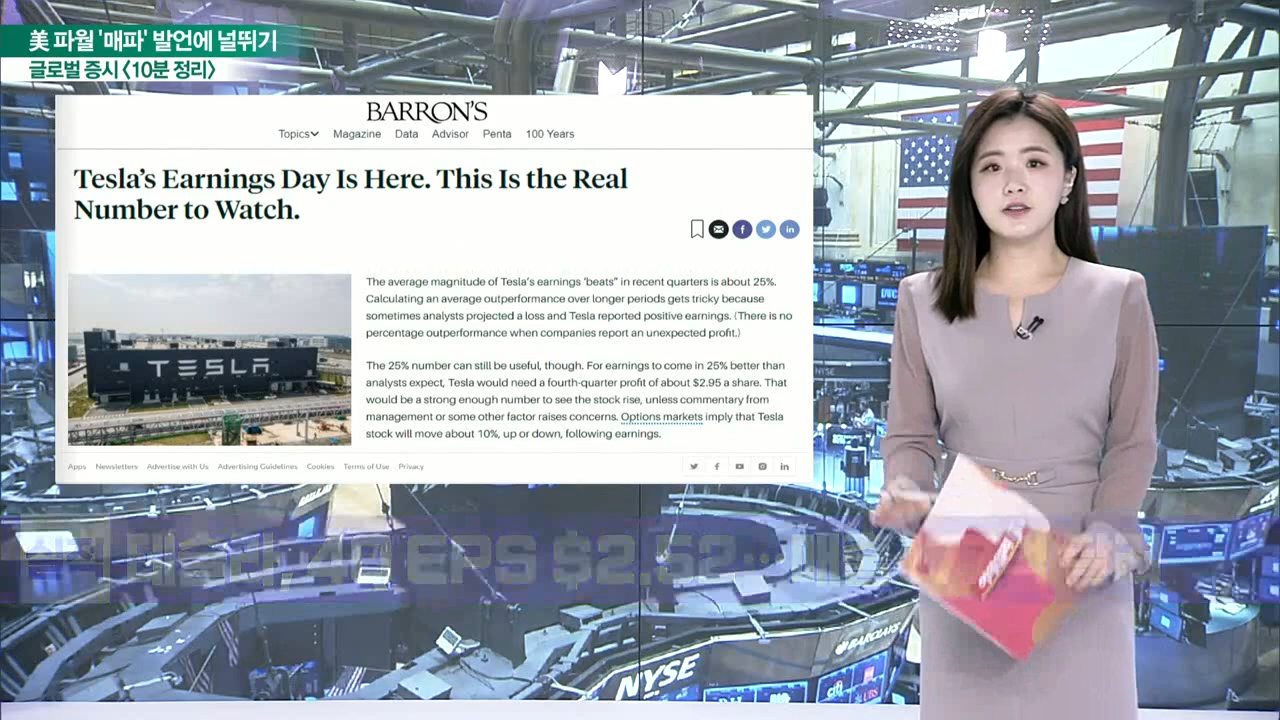 美 파월 '매파' 발언에 널뛰기
글로벌 증시 <10분 정리>
BARRON'S
Topics Magazine Data Advisor Penta 100 Years
Tesla's Earnings Day Is Here. This Is the Real
Number to Watch.
The average magnitude of Tesla's earnings 'beats" in recent quarters is about 25%.
Calculating an average outperformance over longer periods gets tricky because
sometimes analysts projected a loss and Tesla reported positive earnings. (There is no
percentage outperformance when companies report an unexpected profit.)
The 25% number can still be useful, though. For earnings to come in 25% better than
analysts expect, Tesla would need a fourth-quarter profit of about $2.95 a share. That
would be a strong enough number to see the stock rise, unless commentary from
management or some other factor raises concerns. Options markets imply that Tesla
stock will move about 10%, up or down, following earnings.
TESLA
Apps Newsletters Advertise with Us Advertising Guidelines Cookies Terms of Use Privacy
EPS $2.52…
NYSE
BARCLAYS
citi
UBS
NYSE